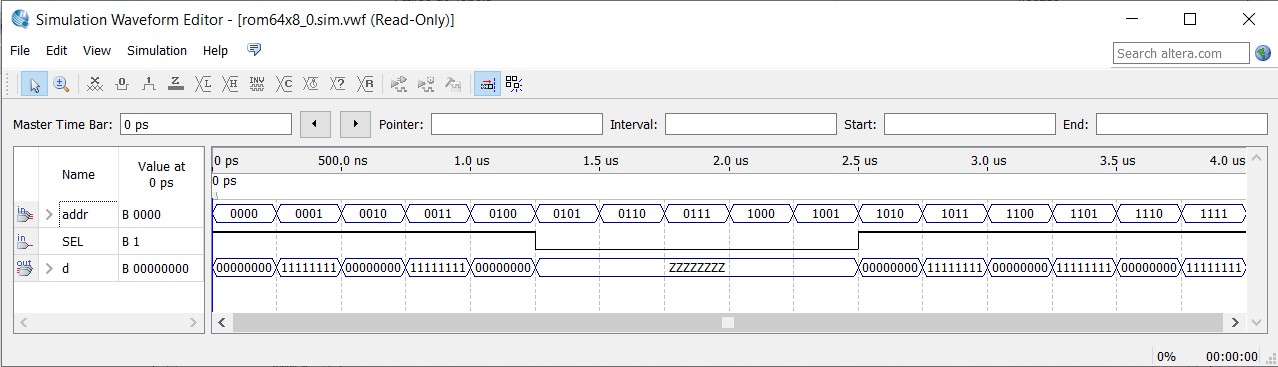 Simulation Waveform Editor - [rom64x8_0.sim.vwf (Read-Only)]
File Edit View Simulation Help
Search altera.com
Master Time Bar: 0 ps Pointer: Interval: Start: End:
Name Value at 0 ps
0 ps 500.0 ns 1.0 us 1.5 us 2.0 us 2.5 us 3.0 us 3.5 us 4.0 us
0 ps
addr B 0000 0000 0001 0010 0011 0100 0101 0110 0111 1000 1001 1010 1011 1100 1101 1110 1111
SEL B 1
d B 00000000 00000000 11111111 00000000 11111111 00000000 ZZZZZZZZ 00000000 11111111 00000000 11111111 00000000 11111111
0% 00:00:00